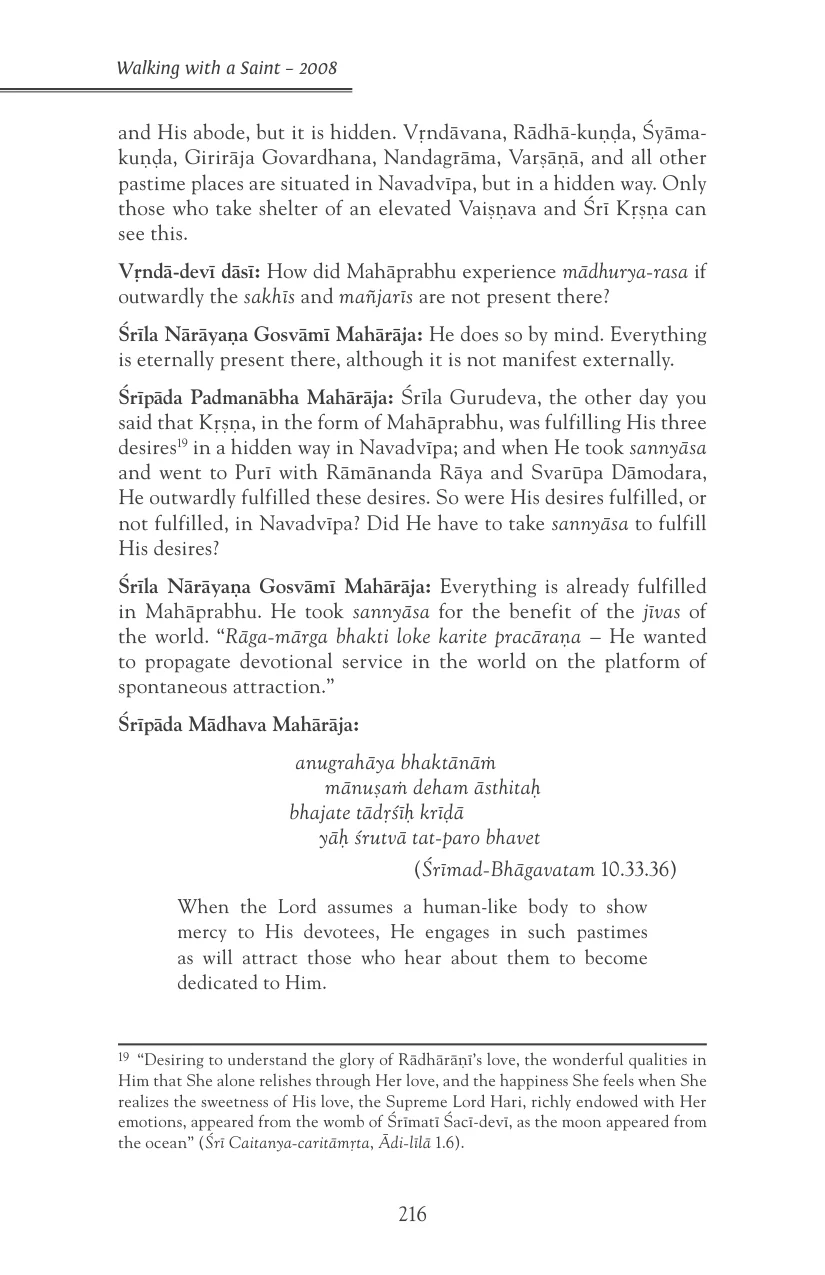 Walking with a Saint – 2008
and His abode, but it is hidden. Vṛndāvana, Rādhā-kuṇḍa, Śyāma-
kuṇḍa, Girirāja Govardhana, Nandagrāma, Varṣāṇā, and all other
pastime places are situated in Navadvīpa, but in a hidden way. Only
those who take shelter of an elevated Vaiṣṇava and Śrī Kṛṣṇa can
see this.
Vṛndā-devī dāsī: How did Mahāprabhu experience mādhurya-rasa if
outwardly the sakhīs and mañjarīs are not present there?
Śrīla Nārāyaṇa Gosvāmī Mahārāja: He does so by mind. Everything
is eternally present there, although it is not manifest externally.
Śrīpāda Padmanābha Mahārāja: Śrīla Gurudeva, the other day you
said that Kṛṣṇa, in the form of Mahāprabhu, was fulfilling His three
desires19 in a hidden way in Navadvīpa; and when He took sannyāsa
and went to Purī with Rāmānanda Rāya and Svarūpa Dāmodara,
He outwardly fulfilled these desires. So were His desires fulfilled, or
not fulfilled, in Navadvīpa? Did He have to take sannyāsa to fulfill
His desires?
Śrīla Nārāyaṇa Gosvāmī Mahārāja: Everything is already fulfilled
in Mahāprabhu. He took sannyāsa for the benefit of the jīvas of
the world. “Rāga-mārga bhakti loke karite pracāraṇa – He wanted
to propagate devotional service in the world on the platform of
spontaneous attraction.”
Śrīpāda Mādhava Mahārāja:
anugrahāya bhaktānāṁ
mānuṣaṁ deham āsthitaḥ
bhajate tādṛśīḥ krīḍā
yāḥ śrutvā tat-paro bhavet
(Śrīmad-Bhāgavatam 10.33.36)
When the Lord assumes a human-like body to show
mercy to His devotees, He engages in such pastimes
as will attract those who hear about them to become
dedicated to Him.
19 “Desiring to understand the glory of Rādhārāṇī’s love, the wonderful qualities in
Him that She alone relishes through Her love, and the happiness She feels when She
realizes the sweetness of His love, the Supreme Lord Hari, richly endowed with Her
emotions, appeared from the womb of Śrīmatī Śacī-devī, as the moon appeared from
the ocean” (Śrī Caitanya-caritāmṛta, Ādi-līlā 1.6).
216